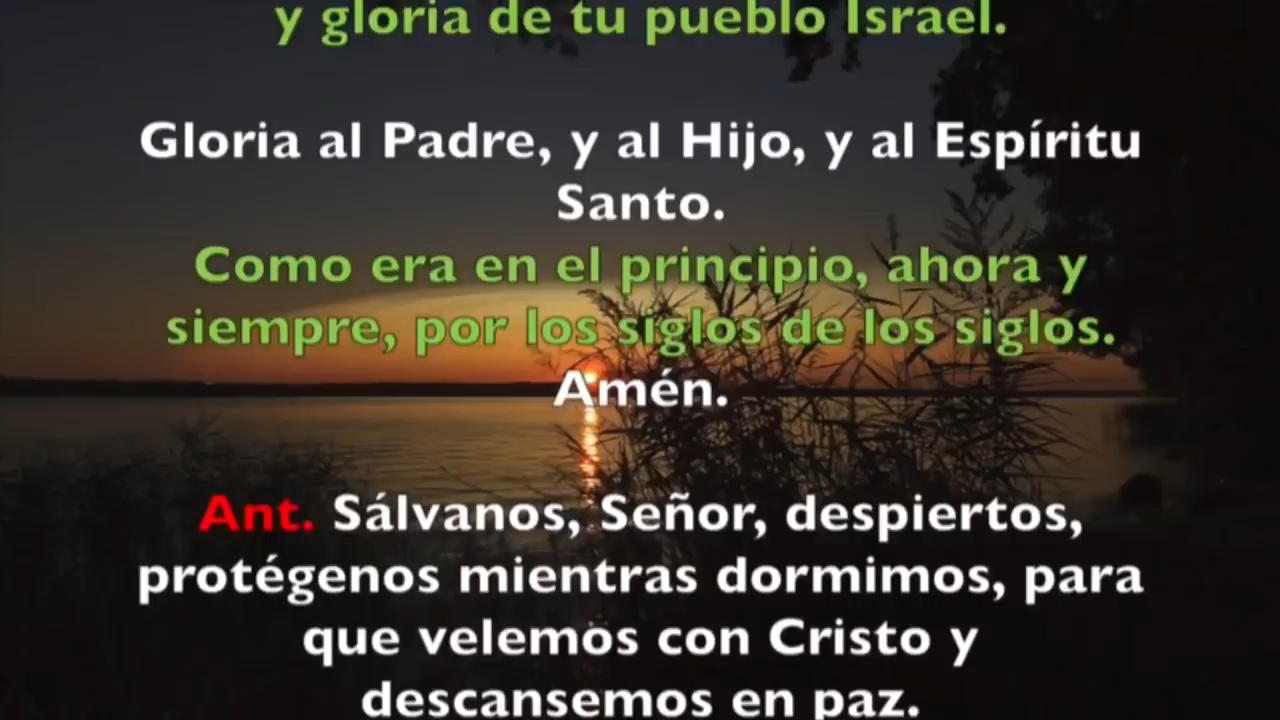 y gloria de tu pueblo Israel.
Gloria al Padre, y al Hijo, y al Espíritu
Santo.
Como era en el principio, ahora y
siempre, por los siglos de los siglos.
Amén.
Ant. Sálvanos, Señor, despiertos,
protégenos mientras dormimos, para
que velemos con Cristo y
descansemos en paz.